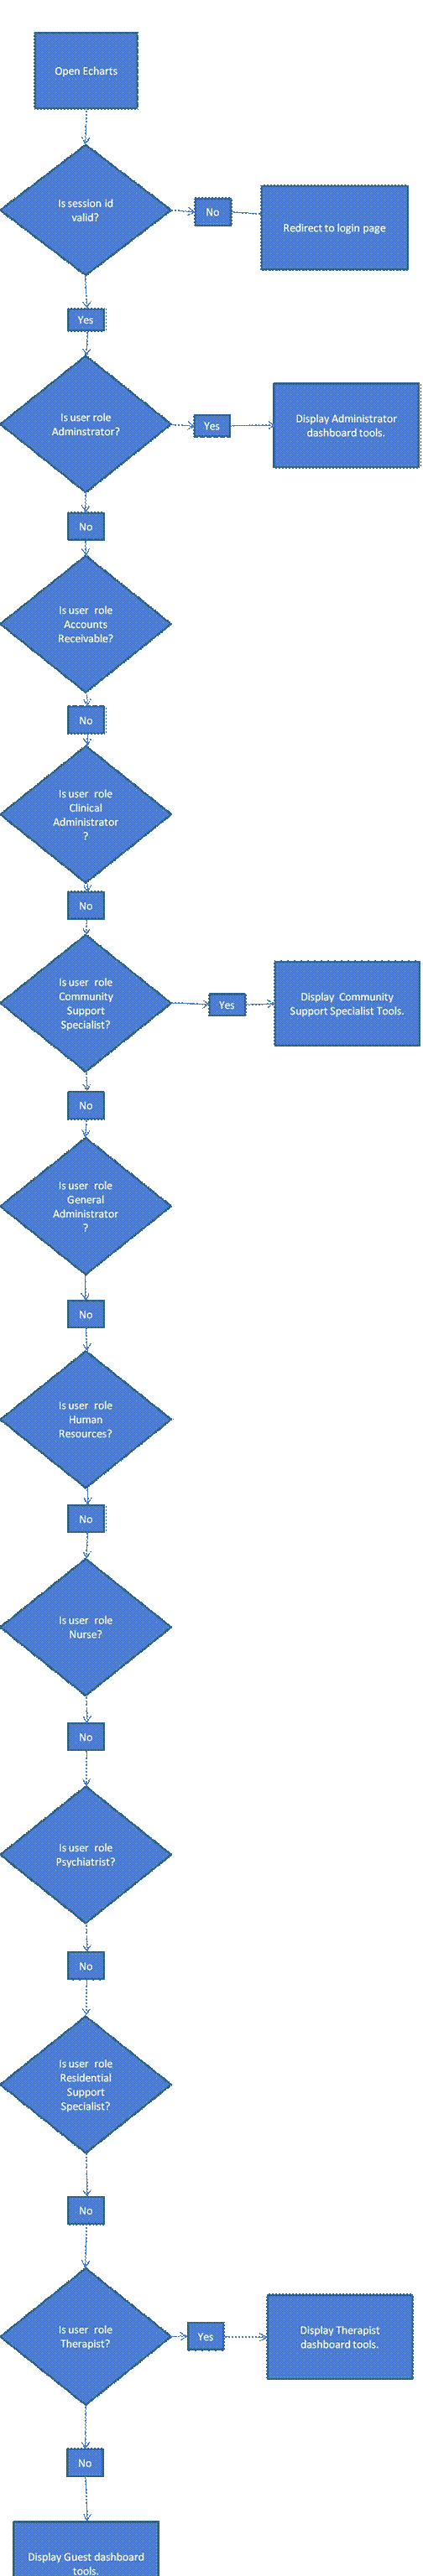 Open Echarts
Is session id
valid?
No
Redirect to login page
Yes
Is user role
Adminstrator?
Yes
Display Administrator
dashboard tools.
No
Is user role
Accounts
Receivable?
No
Is user role
Clinical
Administrator
?
No
Is user role
Community
Support
Specialist?
Yes
Display Community
Support Specialist Tools.
No
Is user role
General
Administrator
?
No
Is user role
Human
Resources?
No
Is user role
Nurse?
No
Is user role
Psychiatrist?
No
Is user role
Residential
Support
Specialist?
No
Is user role
Therapist?
Yes
Display Therapist
dashboard tools.
No
Display Guest dashboard
tools.